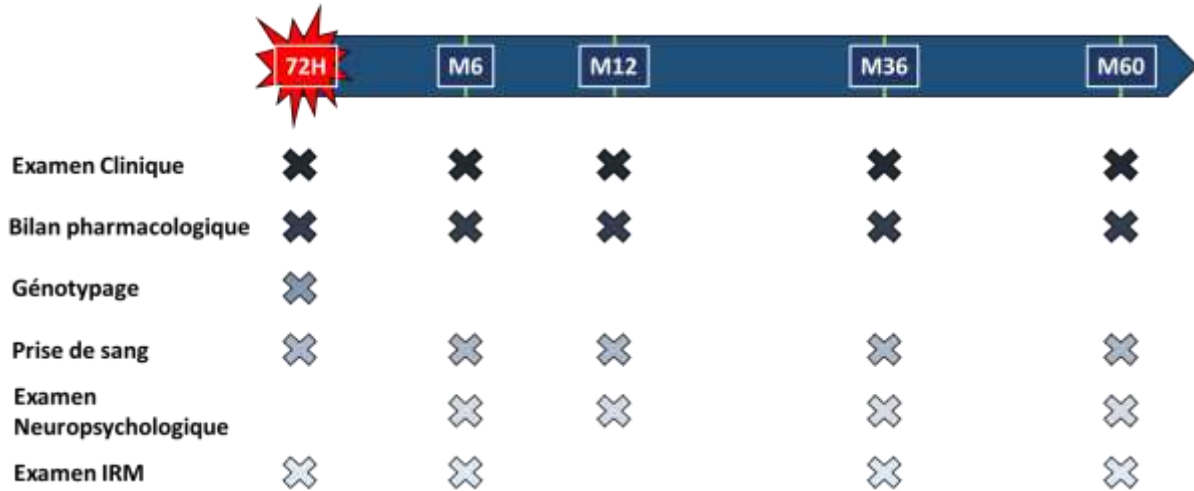 72H M6 M12 M36 M60
Examen Clinique
Bilan pharmacologique
Génotypage
Prise de sang
Examen
Neuropsychologique
Examen IRM